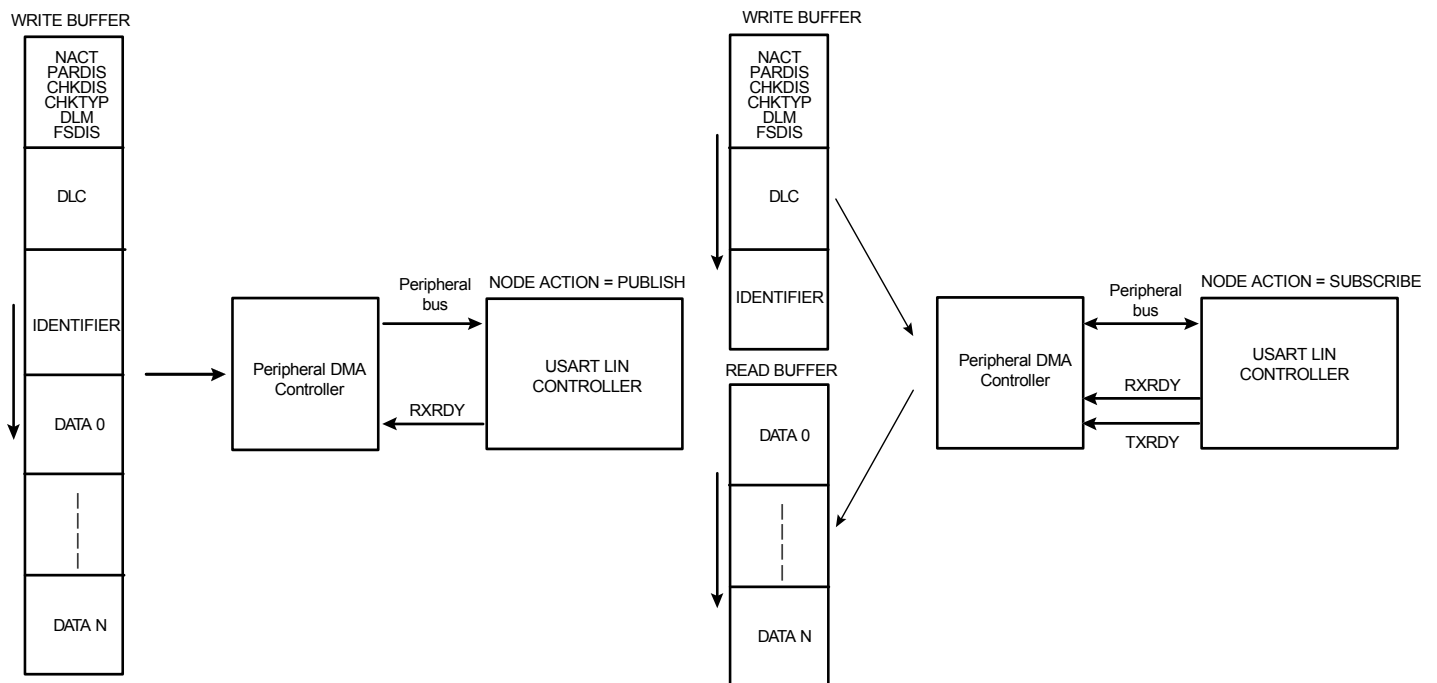 WRITE BUFFER
NACT
PARDIS
CHKDIS
CHKTYP
DLM
FSDIS
DLC
IDENTIFIER
DATA 0
DATA N
Peripheral DMA
Controller
Peripheral
bus
RXRDY
NODE ACTION = PUBLISH
USART LIN
CONTROLLER
WRITE BUFFER
NACT
PARDIS
CHKDIS
CHKTYP
DLM
FSDIS
DLC
IDENTIFIER
READ BUFFER
DATA 0
DATA N
Peripheral DMA
Controller
Peripheral
bus
RXRDY
TXRDY
NODE ACTION = SUBSCRIBE
USART LIN
CONTROLLER